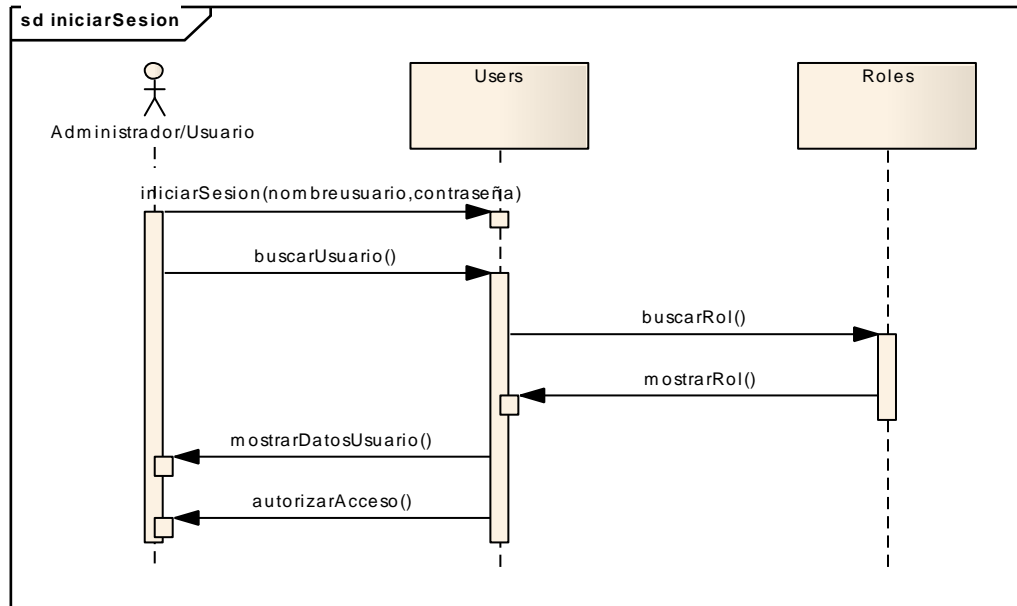 sd iniciarSesion
Users
Roles
Administrador/Usuario
iniciarSesion(nombreusuario,contraseña)
buscarUsuario()
buscarRol()
mostrarRol()
mostrarDatosUsuario()
autorizarAcceso()